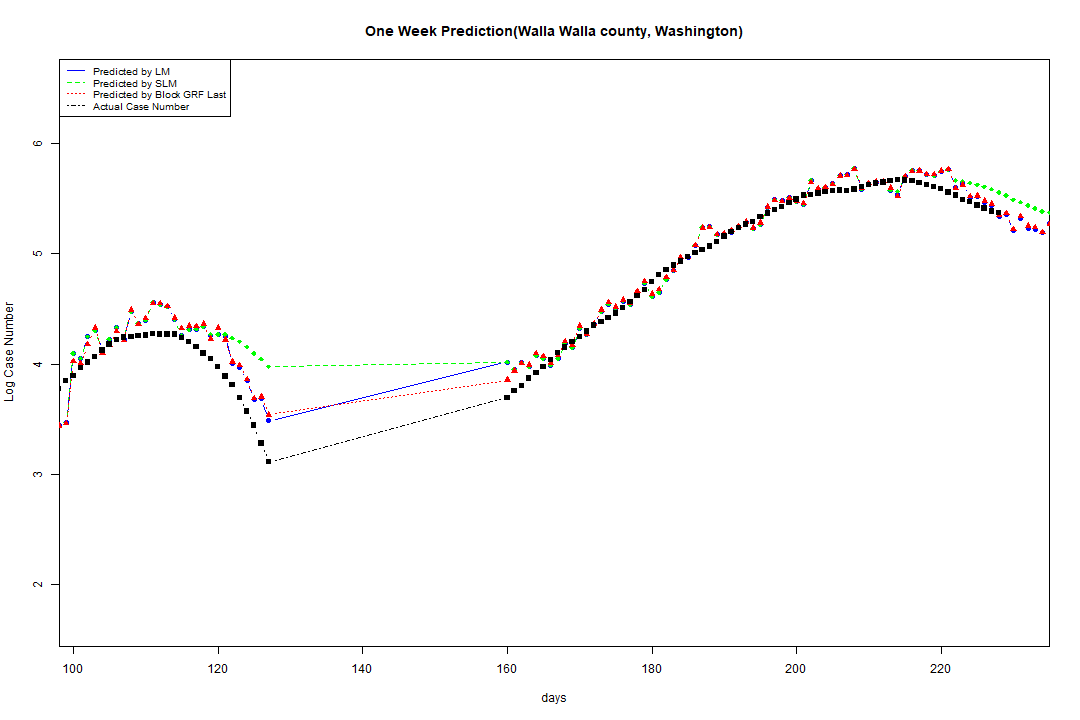 One Week Prediction(Walla Walla county, Washington)
Predicted by LM
Predicted by SLM
Predicted by Block GRF Last
Actual Case Number
6
5
4
3
2
Log Case Number
100 120 140 160 180 200 220
days